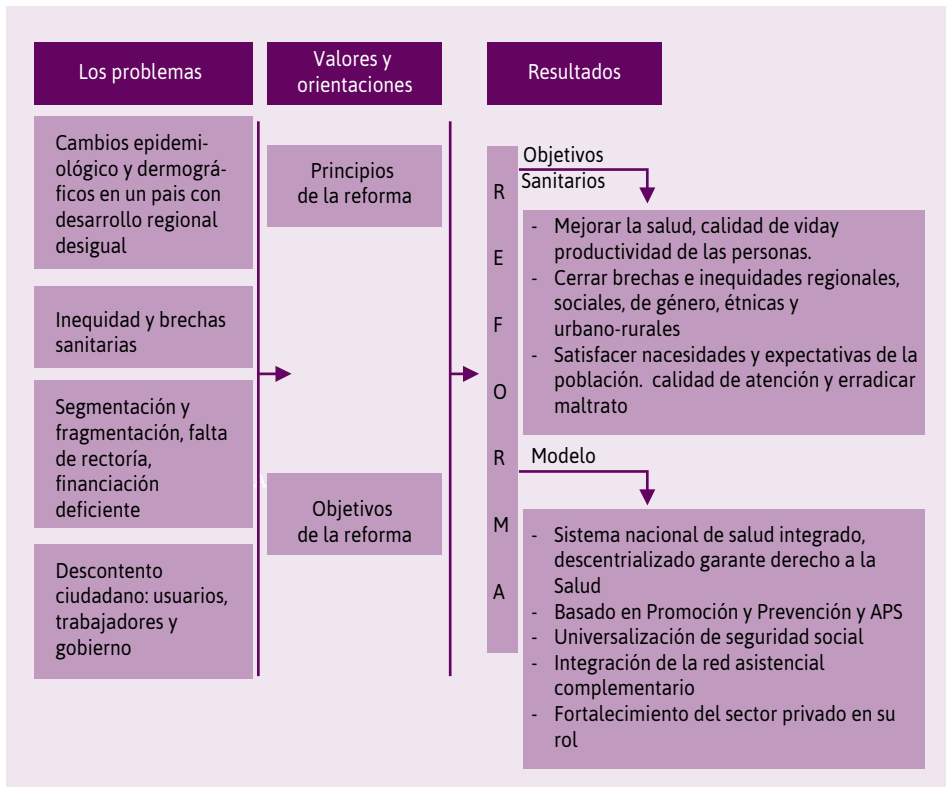 Los problemas
Valores y
orientaciones
Resultados
Cambios epidemi-
ológico y dermográ-
ficos en un pais con
desarrollo regional
desigual
Inequidad y brechas
sanitarias
Segmentación y
fragmentación, falta
de rectoría,
financiación
deficiente
Descontento
ciudadano: usuarios,
trabajadores y
gobierno
Principios
de la reforma
Objetivos
de la reforma
R
E
F
O
R
M
A
Objetivos
Sanitarios
- Mejorar la salud, calidad de viday
productividad de las personas.
- Cerrar brechas e inequidades regionales,
sociales, de género, étnicas y
urbano-rurales
- Satisfacer nacesidades y expectativas de la
población. calidad de atención y erradicar
maltrato
Modelo
- Sistema nacional de salud integrado,
descentrializado garante derecho a la
Salud
- Basado en Promoción y Prevención y APS
- Universalización de seguridad social
- Integración de la red asistencial
complementario
- Fortalecimiento del sector privado en su
rol